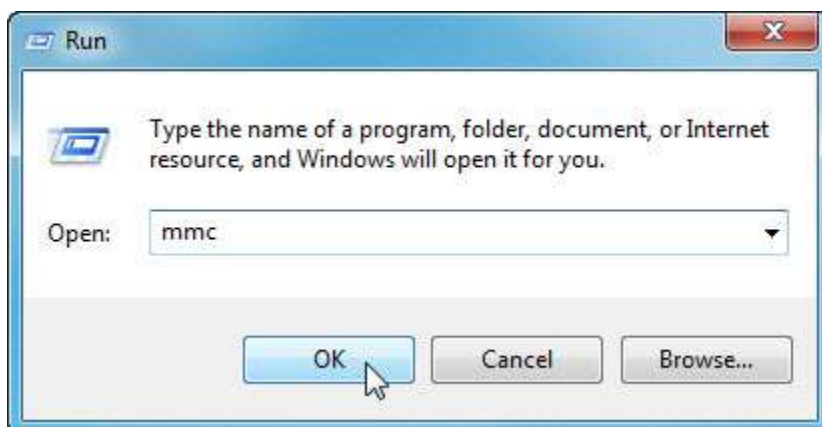 Run
Type the name of a program, folder, document, or Internet
resource, and Windows will open it for you.
Open: mmc
OK Cancel Browse...